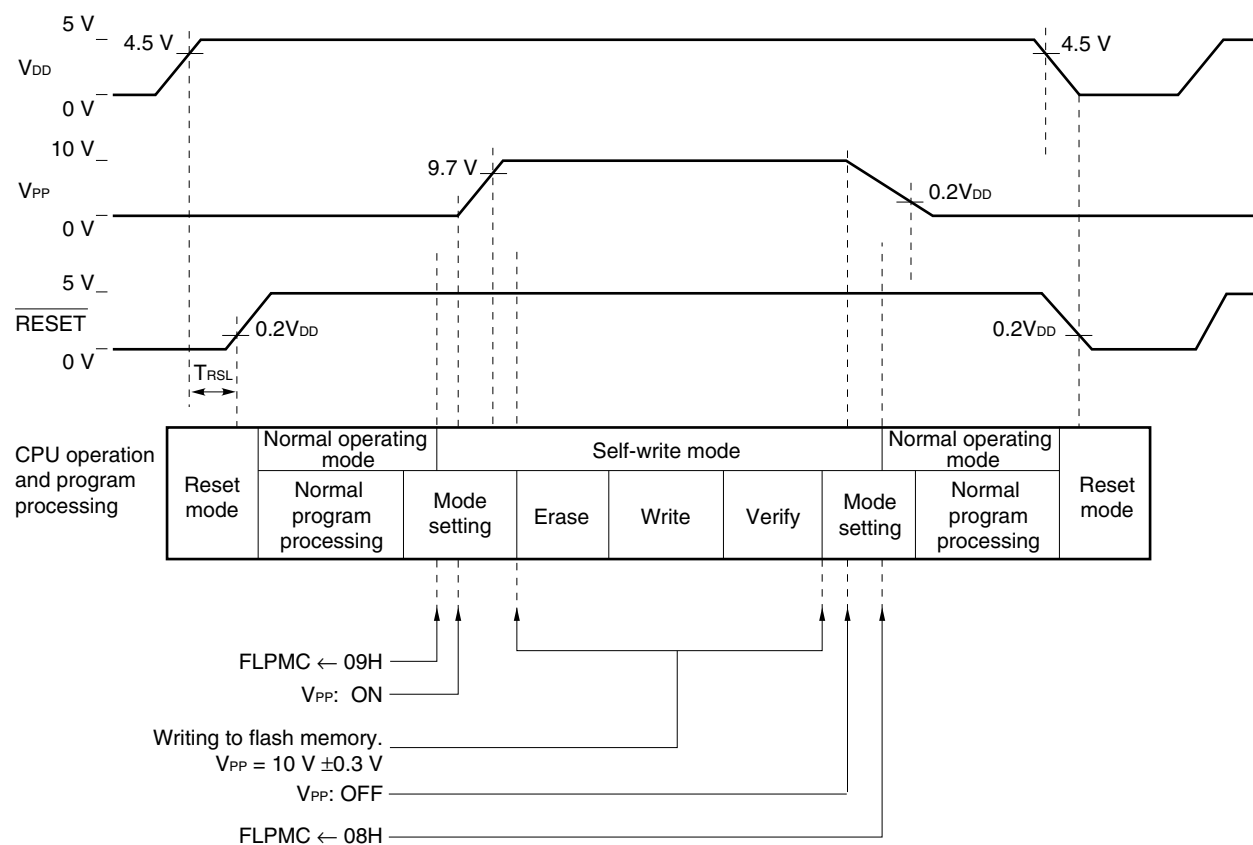 5 V
4.5 V
4.5 V
VDD
0 V
10 V
9.7 V
VPP
0.2VDD
0 V
5 V
RESET
0.2VDD
0.2VDD
0 V
TRSL
CPU operation
and program
processing
Reset
mode
Normal operating
mode
Self-write mode
Normal operating
mode
Reset
mode
Normal
program
processing
Mode
setting
Erase
Write
Verify
Mode
setting
Normal
program
processing
FLPMC ← 09H
VPP: ON
Writing to flash memory.
VPP = 10 V ±0.3 V
VPP: OFF
FLPMC ← 08H